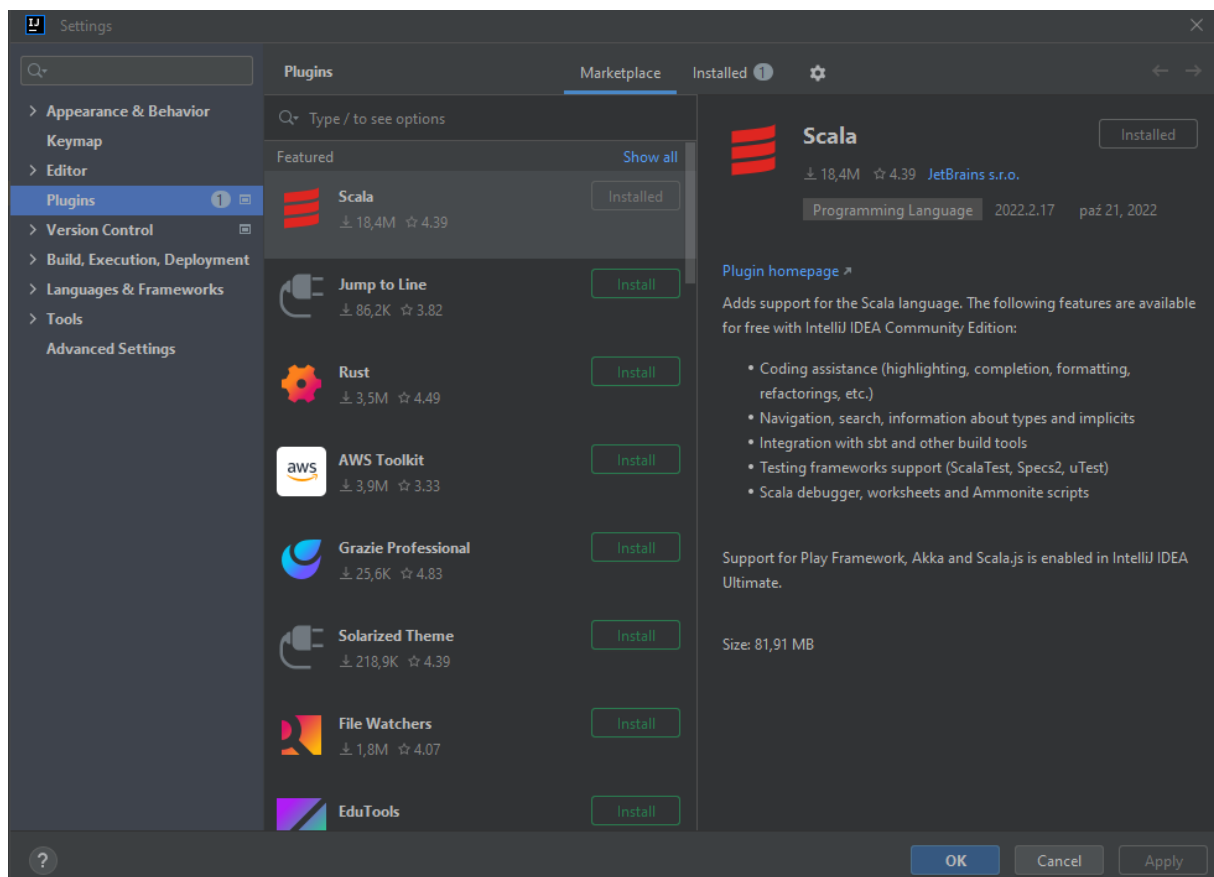 Settings
Plugins
Marketplace
Installed 1
Appearance & Behavior
Keymap
Editor
Plugins 1
Version Control
Build, Execution, Deployment
Languages & Frameworks
Tools
Advanced Settings
Type / to see options
Featured
Show all
Scala
18,4M 4.39
Installed
Jump to Line
86,2K 3.82
Install
Rust
3,5M 4.49
Install
aws
AWS Toolkit
3,9M 3.33
Install
Grazie Professional
25,6K 4.83
Install
Solarized Theme
218,9K 4.39
Install
File Watchers
1,8M 4.07
Install
EduTools
Install
Scala
Installed
18,4M 4.39 JetBrains s.r.o.
Programming Language 2022.2.17 paź 21, 2022
Plugin homepage ↗
Adds support for the Scala language. The following features are available
for free with IntelliJ IDEA Community Edition:
• Coding assistance (highlighting, completion, formatting,
refactorings, etc.)
• Navigation, search, information about types and implicits
• Integration with sbt and other build tools
• Testing frameworks support (ScalaTest, Specs2, uTest)
• Scala debugger, worksheets and Ammonite scripts
Support for Play Framework, Akka and Scala.js is enabled in IntelliJ IDEA
Ultimate.
Size: 81,91 MB
?
OK
Cancel
Apply